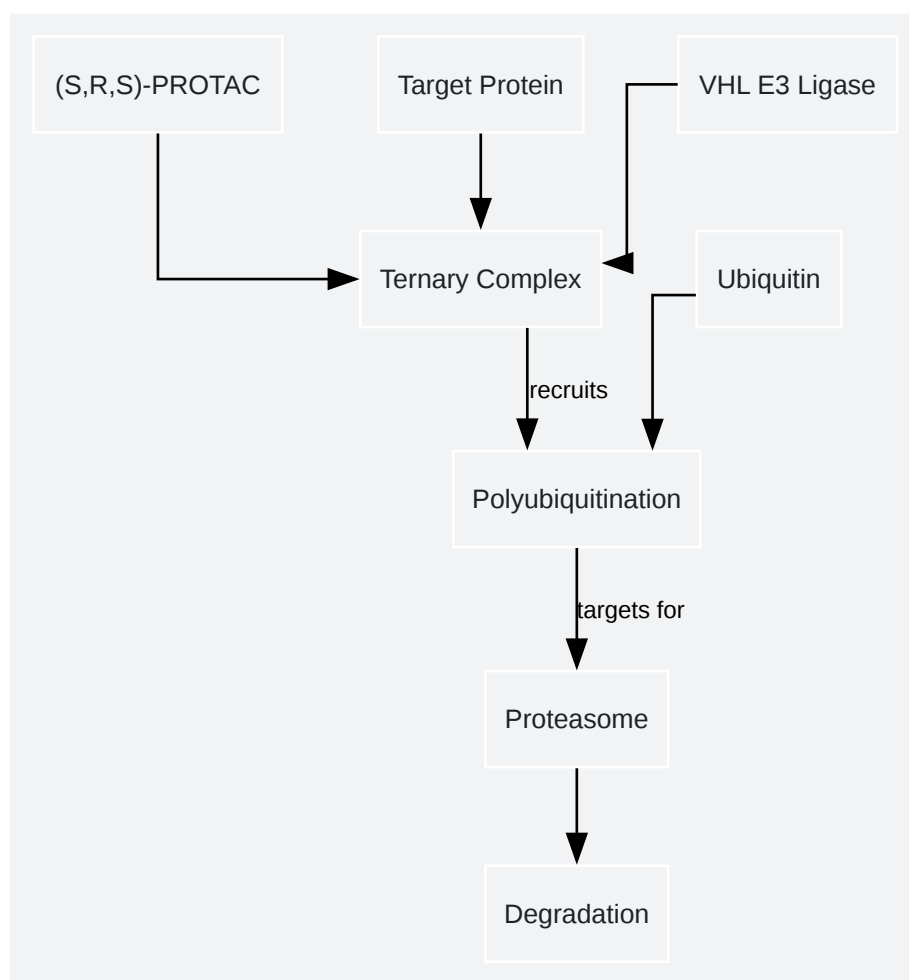 (S,R,S)-PROTAC
Target Protein
VHL E3 Ligase
Ternary Complex
Ubiquitin
recruits
Polyubiquitination
targets for
Proteasome
Degradation